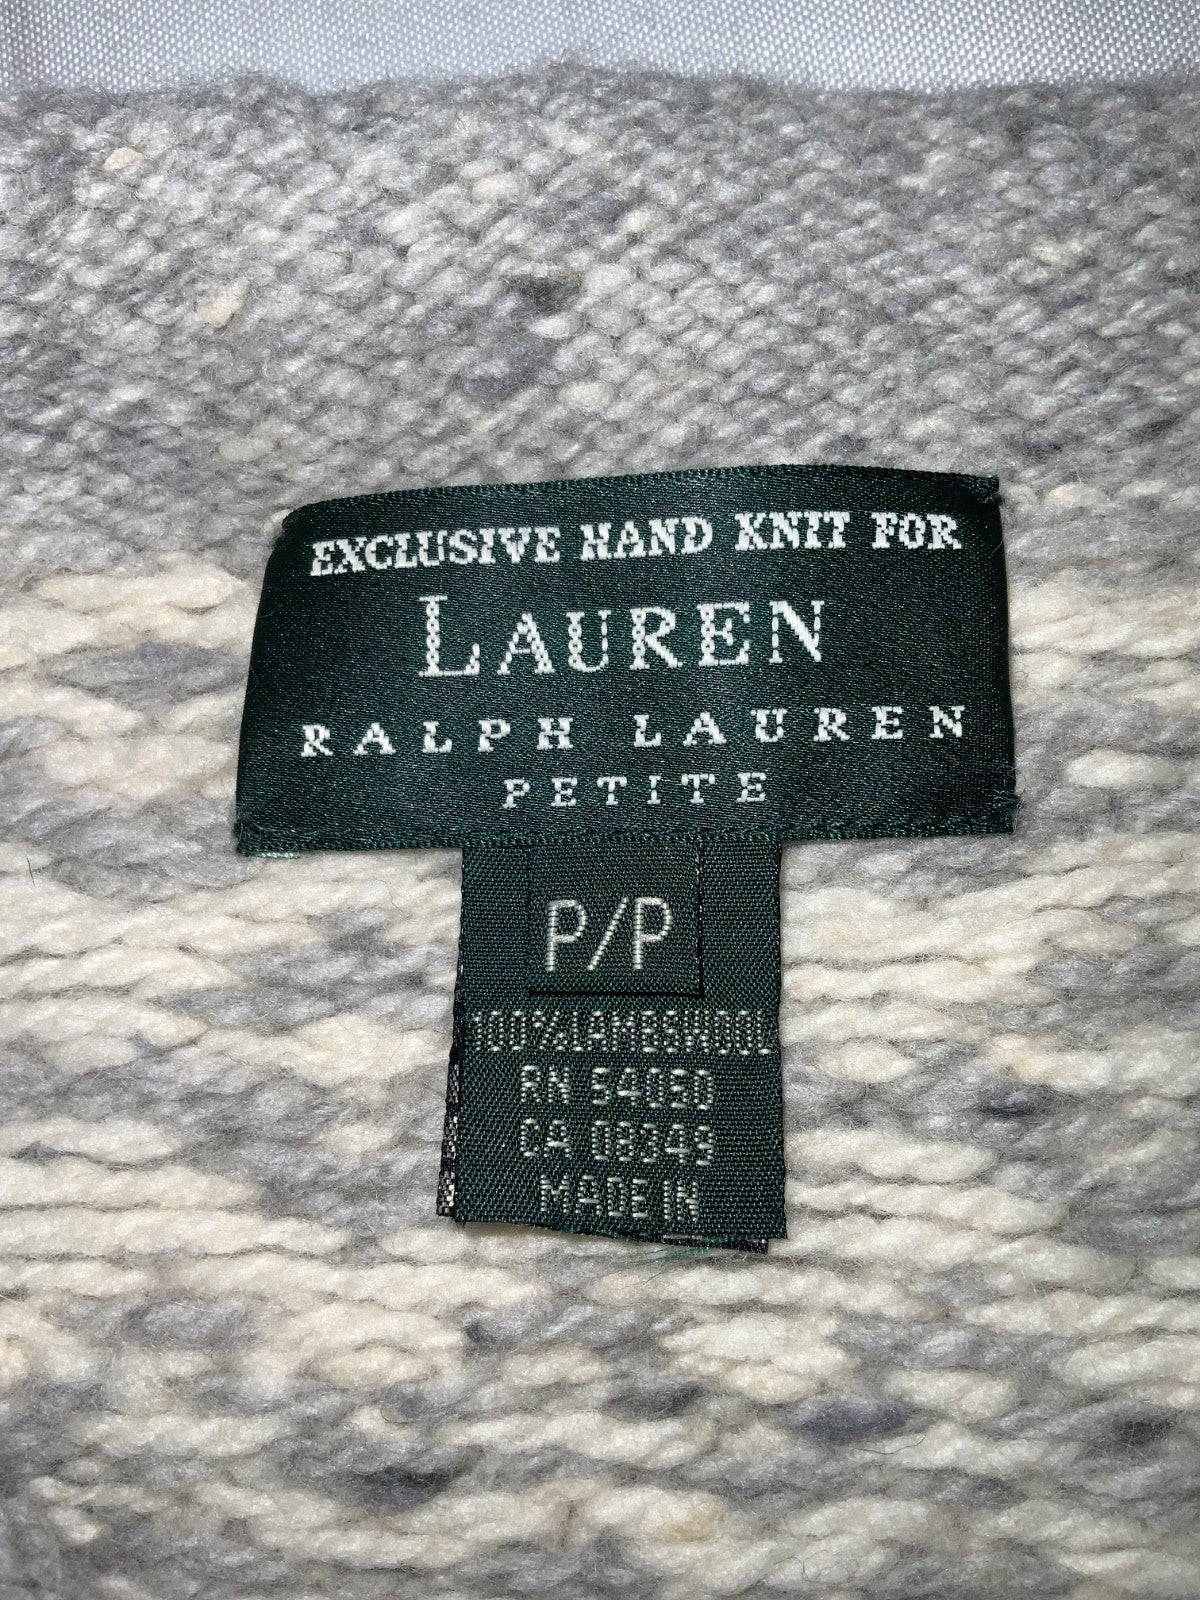 EXCLUSIVE HAND KNIT FOR
LAUREN
RALPH LAUREN
PETITE
P/P
100%LAMBSWOOL
RN 54050
CA 08349
MADE IN